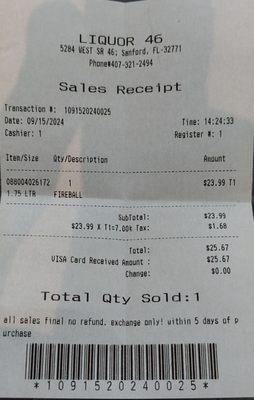 LIQUOR 46
5284 WEST SR 46; Sanford, FL-32771
Phone#407-321-2494
Sales Receipt
Transaction #: 1091520240025
Date: 09/15/2024 Time: 14:24:33
Cashier: 1 Register #: 1
Item/Size Qty/Description Amount
088004026172 1 $23.99 T1
1.75 LTR FIREBALL
SubTotal: $23.99
$23.99 X T1=7.00% Tax: $1.68
Total: $25.67
VISA Card Received Amount : $25.67
Change: $0.00
Total Qty Sold:1
all sales final no refund. exchange only! within 5 days of p
urchase
*1091520240025*